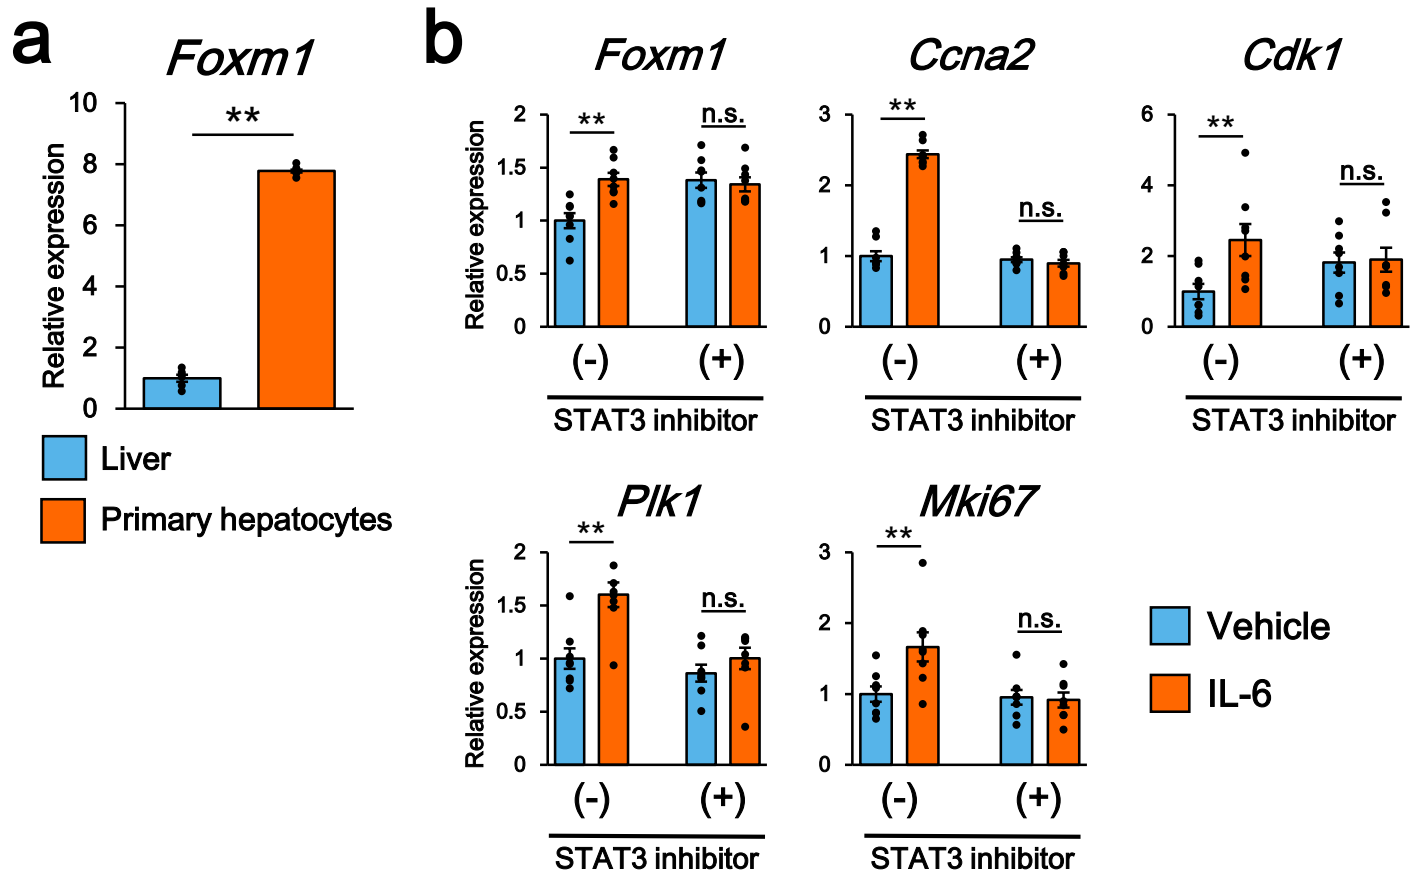 a
Foxm1
Relative expression
10
8
6
4
2
0
**
Liver
Primary hepatocytes
b
Foxm1
Relative expression
2
1.5
1
0.5
0
**
n.s.
(-) (+)
STAT3 inhibitor
Ccna2
3
2
1
0
**
n.s.
(-) (+)
STAT3 inhibitor
Cdk1
6
4
2
0
**
n.s.
(-) (+)
STAT3 inhibitor
Plk1
Relative expression
2
1.5
1
0.5
0
**
n.s.
(-) (+)
STAT3 inhibitor
Mki67
3
2
1
0
**
n.s.
(-) (+)
STAT3 inhibitor
Vehicle
IL-6